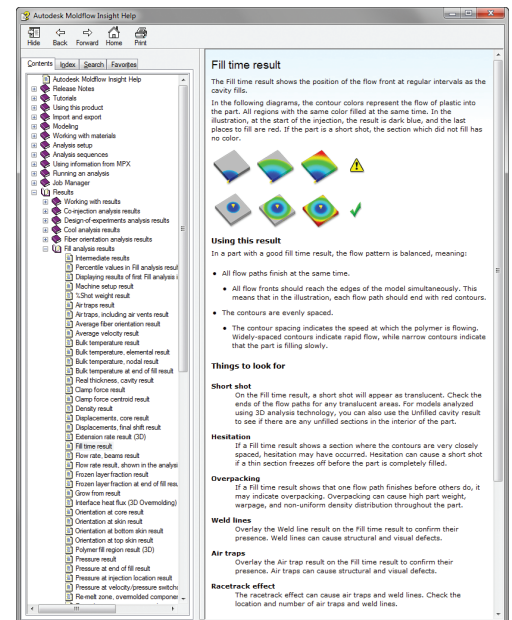 Autodesk Moldflow Insight Help
Hide Back Forward Home Print
Contents Index Search Favorites
Autodesk Moldflow Insight Help
Release Notes
Tutorials
Using this product
Import and export
Modeling
Working with materials
Analysis setup
Analysis sequences
Using information from MPX
Running an analysis
Job Manager
Results
Working with results
Co-injection analysis results
Design-of-experiments analysis results
Cool analysis results
Fiber orientation analysis results
Fill analysis results
Intermediate results
Percentile values in Fill analysis resul
Displaying results of first Fill analysis i
Machine setup result
%Shot weight result
Air traps result
Air traps, including air vents result
Average fiber orientation result
Average velocity result
Bulk temperature result
Bulk temperature, elemental result
Bulk temperature, nodal result
Bulk temperature at end of fill result
Real thickness, cavity result
Clamp force result
Clamp force centroid result
Density result
Displacements, core result
Displacements, final shift result
Extension rate result (3D)
Fill time result
Flow rate, beams result
Flow rate result, shown in the analysi
Frozen layer fraction result
Frozen layer fraction at end of fill resu
Grow from result
Interface heat flux (3D Overmolding)
Orientation at core result
Orientation at skin result
Orientation at bottom skin result
Orientation at top skin result
Polymer fill region result (3D)
Pressure result
Pressure at end of fill result
Pressure at injection location result
Pressure at velocity/pressure switcho
Re-melt zone, overmolded componer
Fill time result
The Fill time result shows the position of the flow front at regular intervals as the
cavity fills.
In the following diagrams, the contour colors represent the flow of plastic into
the part. All regions with the same color filled at the same time. In the
illustration, at the start of the injection, the result is dark blue, and the last
places to fill are red. If the part is a short shot, the section which did not fill has
no color.
Using this result
In a part with a good fill time result, the flow pattern is balanced, meaning:
• All flow paths finish at the same time.
• All flow fronts should reach the edges of the model simultaneously. This
means that in the illustration, each flow path should end with red contours.
• The contours are evenly spaced.
• The contour spacing indicates the speed at which the polymer is flowing.
Widely-spaced contours indicate rapid flow, while narrow contours indicate
that the part is filling slowly.
Things to look for
Short shot
On the Fill time result, a short shot will appear as translucent. Check the
ends of the flow paths for any translucent areas. For models analyzed
using 3D analysis technology, you can also use the Unfilled cavity result
to see if there are any unfilled sections in the interior of the part.
Hesitation
If a Fill time result shows a section where the contours are very closely
spaced, hesitation may have occurred. Hesitation can cause a short shot
if a thin section freezes off before the part is completely filled.
Overpacking
If a Fill time result shows that one flow path finishes before others do, it
may indicate overpacking. Overpacking can cause high part weight,
warpage, and non-uniform density distribution throughout the part.
Weld lines
Overlay the Weld line result on the Fill time result to confirm their
presence. Weld lines can cause structural and visual defects.
Air traps
Overlay the Air trap result on the Fill time result to confirm their
presence. Air traps can cause structural and visual defects.
Racetrack effect
The racetrack effect can cause air traps and weld lines. Check the
location and number of air traps and weld lines.